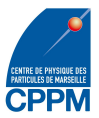 CENTRE DE PHYSIQUE DES
PARTICULES DE MARSEILLE
CPPM